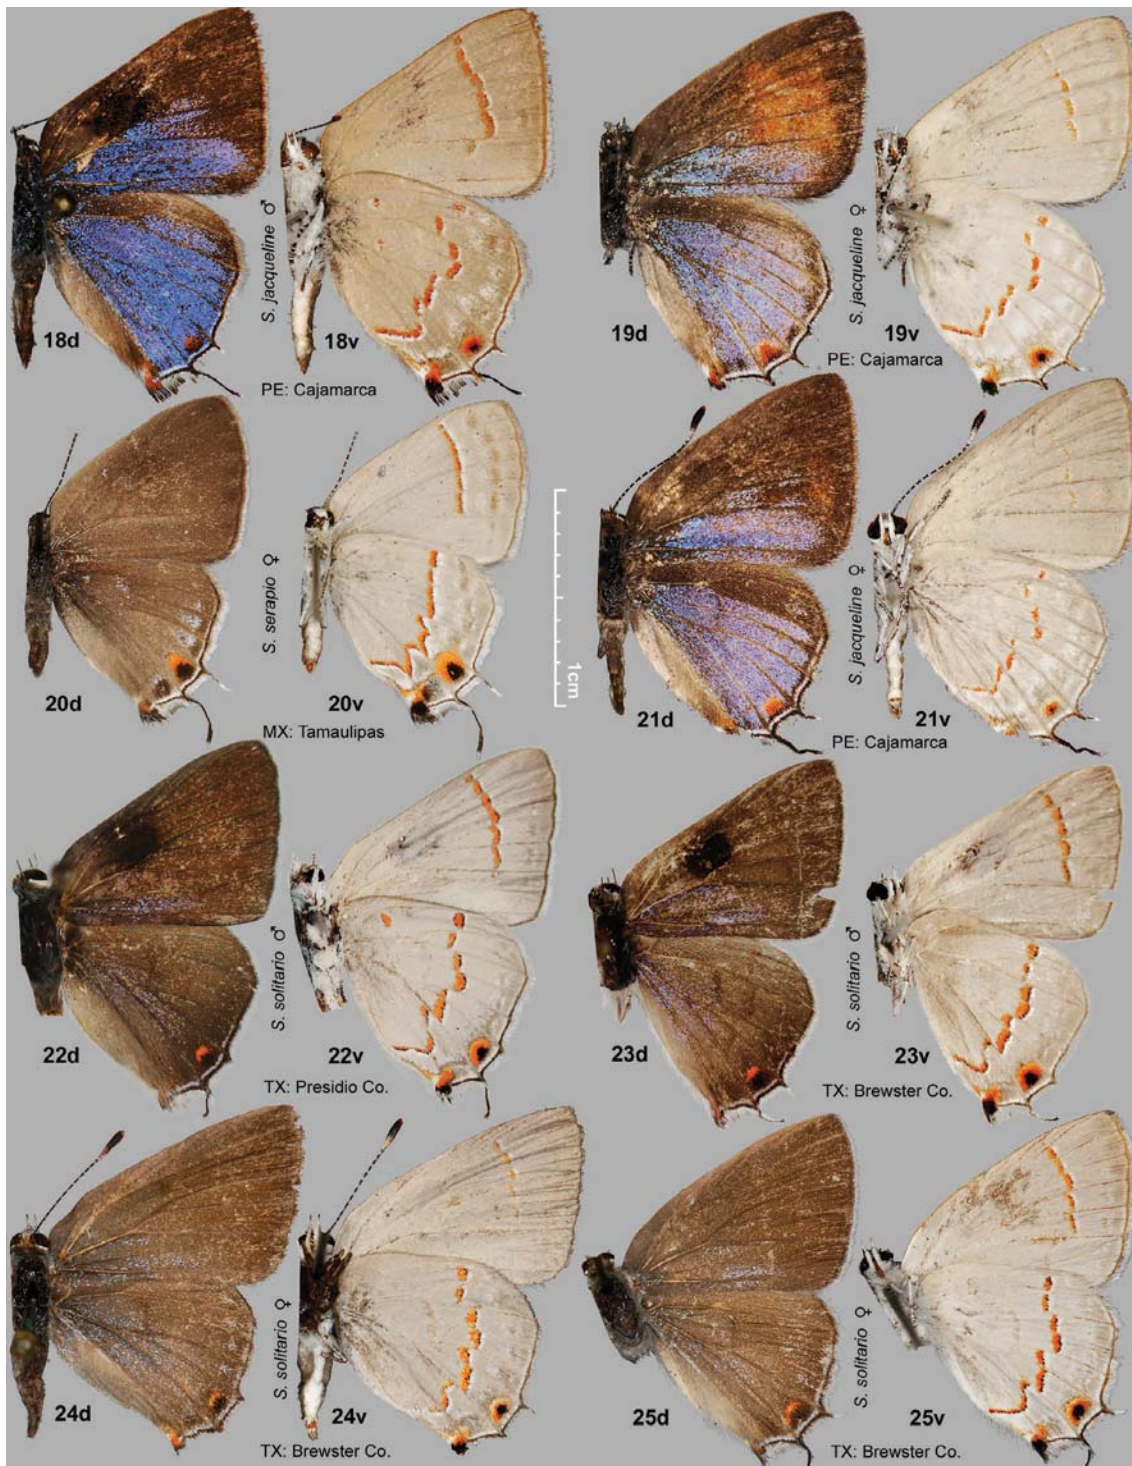 S. jacqueline ♂
18d
18v
PE: Cajamarca
S. jacqueline ♀
19d
19v
PE: Cajamarca
S. serapio ♀
20d
20v
MX: Tamaulipas
1cm
S. jacqueline ♀
21d
21v
PE: Cajamarca
S. solitario ♂
22d
22v
TX: Presidio Co.
S. solitario ♂
23d
23v
TX: Brewster Co.
S. solitario ♀
24d
24v
TX: Brewster Co.
S. solitario ♀
25d
25v
TX: Brewster Co.